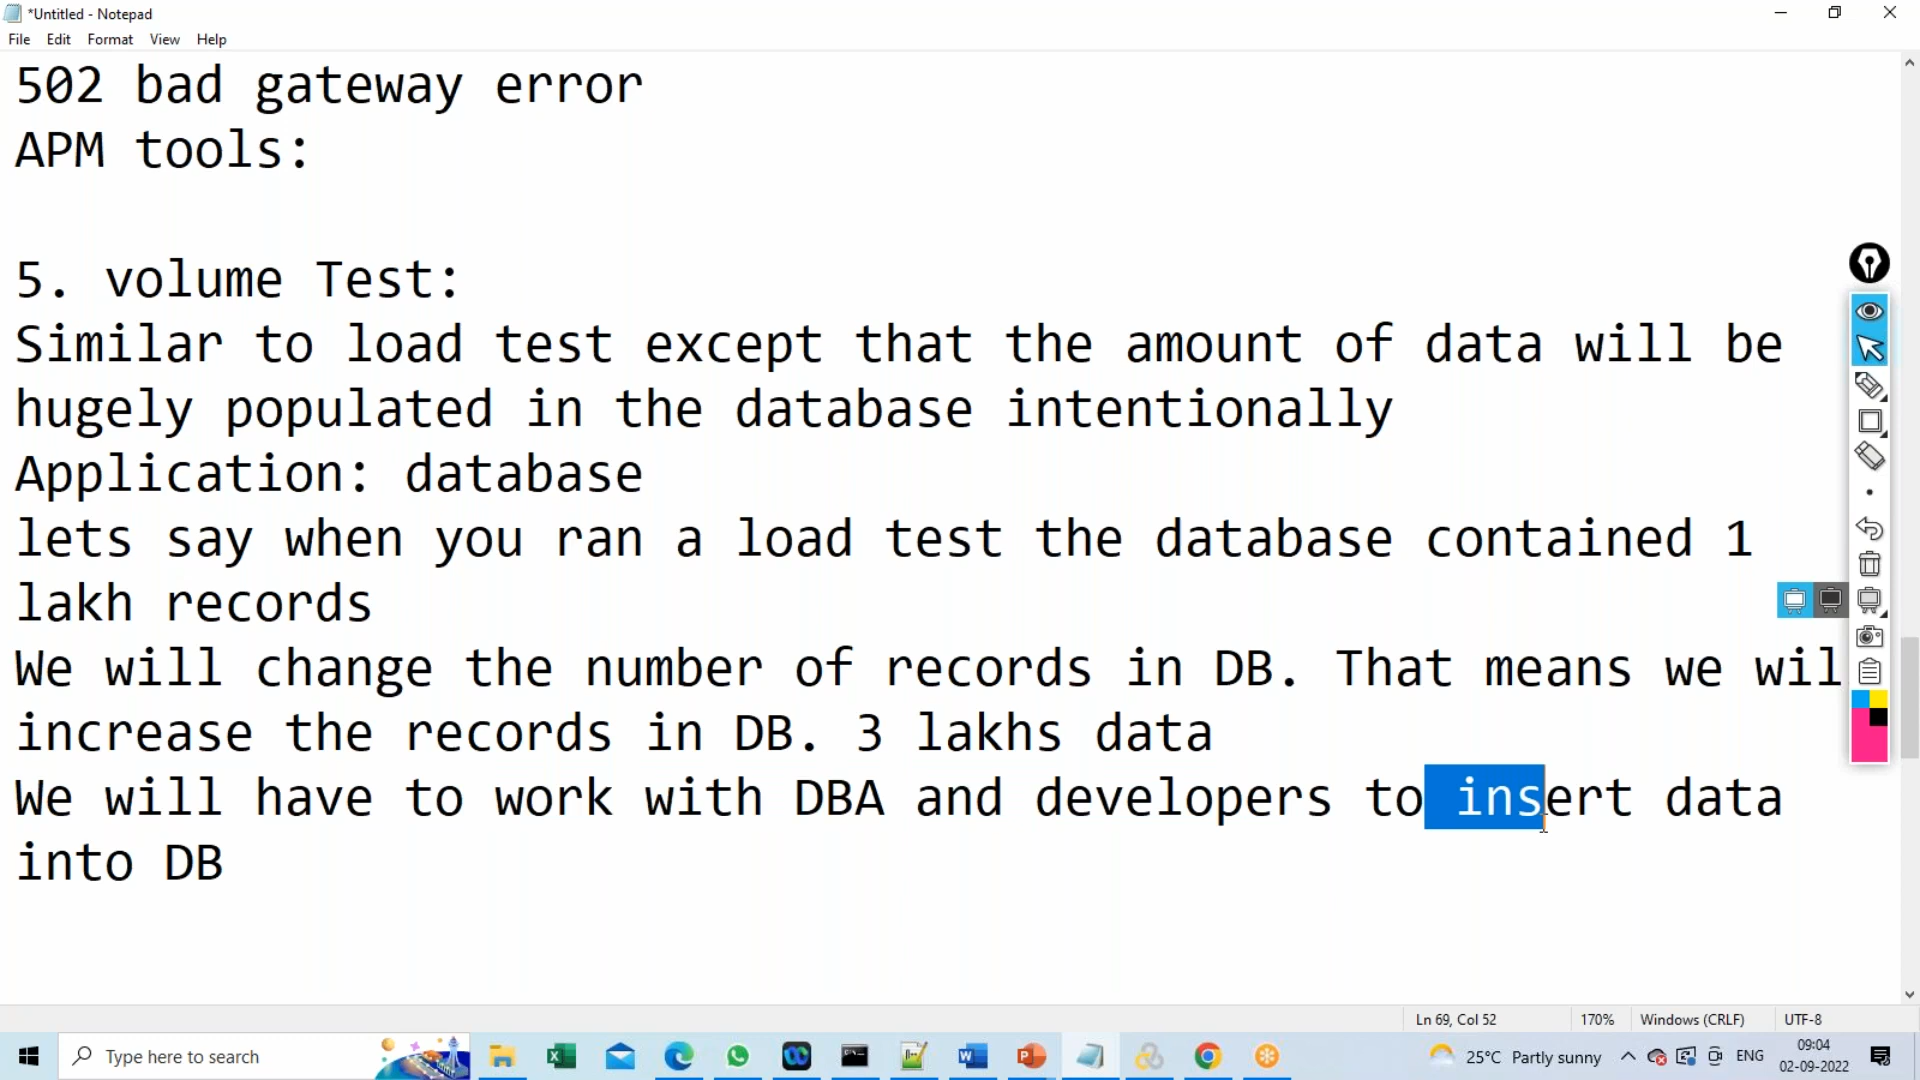 *Untitled - Notepad
File Edit Format View Help
502 bad gateway error
APM tools:
5. volume Test:
Similar to load test except that the amount of data will be
hugely populated in the database intentionally
Application: database
lets say when you ran a load test the database contained 1
lakh records
We will change the number of records in DB. That means we wil
increase the records in DB. 3 lakhs data
We will have to work with DBA and developers to insert data
into DB
Ln 69, Col 52 170% Windows (CRLF) UTF-8
Type here to search 25°C Partly sunny ENG 09:04
02-09-2022